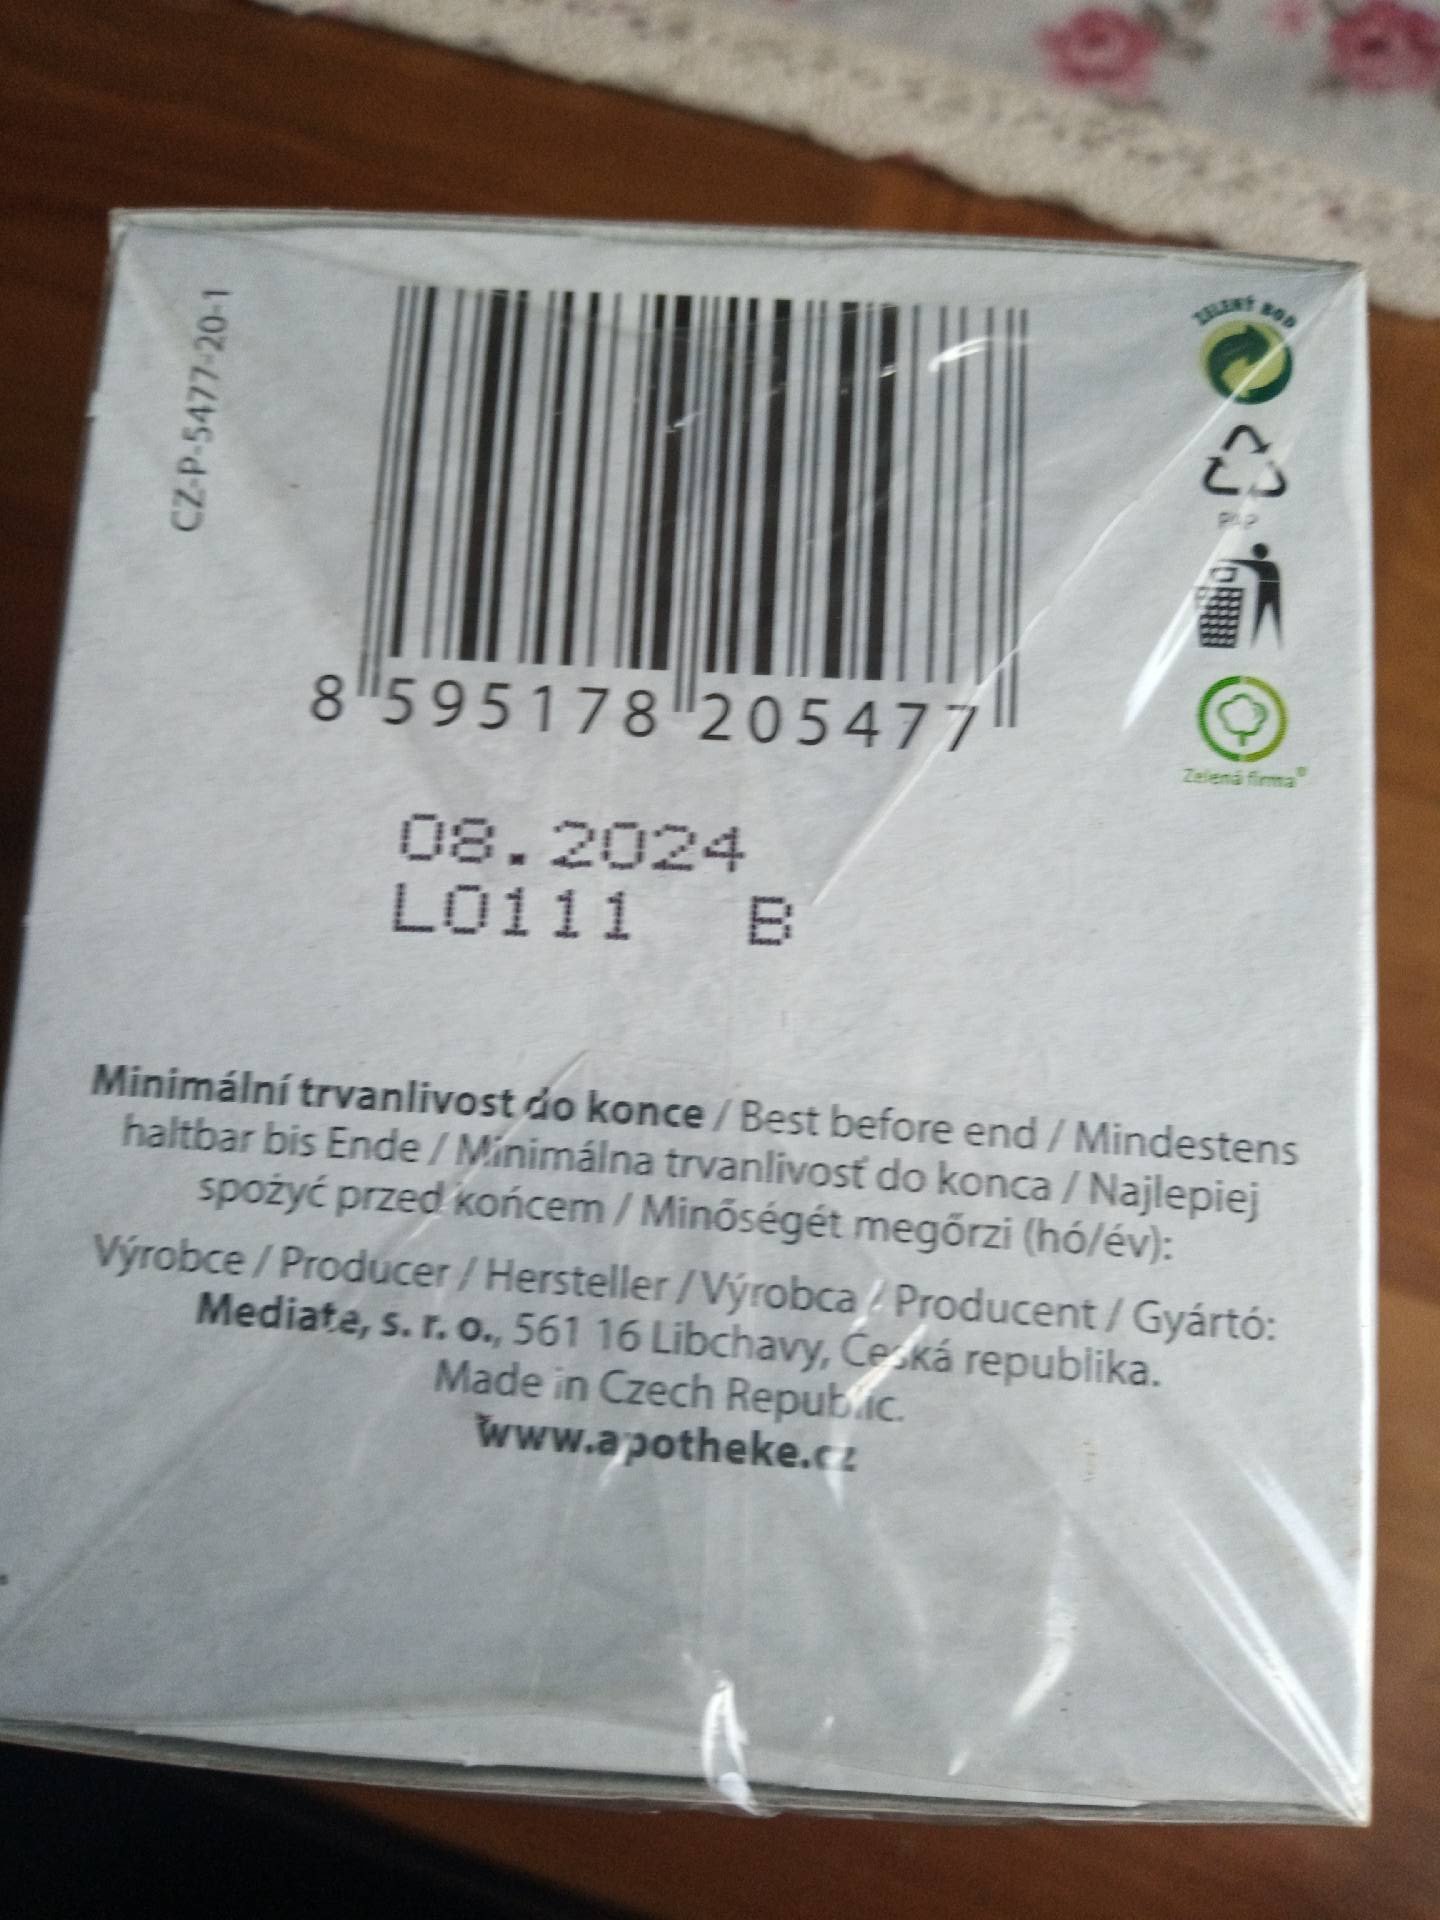 CZ-P-5477-20-1
ZELENÝ BOD
PAP
8 595178 205477
Zelená firma®
08.2024
L0111 B
Minimální trvanlivost do konce / Best before end / Mindestens
haltbar bis Ende / Minimálna trvanlivosť do konca / Najlepiej
spożyć przed końcem / Minőségét megőrzi (hó/év):
Výrobce / Producer / Hersteller / Výrobca / Producent / Gyártó:
Mediate, s. r. o., 561 16 Libchavy, Česká republika.
Made in Czech Republic.
www.apotheke.cz